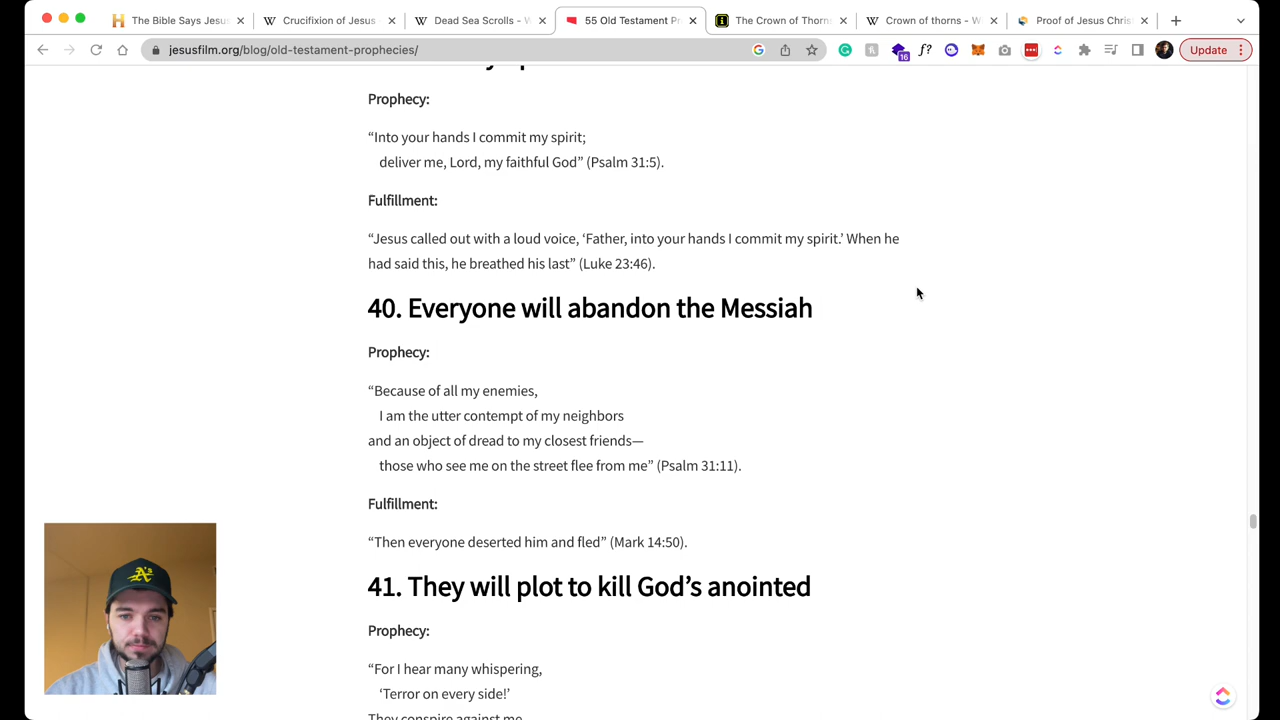 The Bible Says Jesus
Crucifixion of Jesus -
Dead Sea Scrolls - W
55 Old Testament Pr
The Crown of Thorn
Crown of thorns - W
Proof of Jesus Chris
jesusfilm.org/blog/old-testament-prophecies/
16
f?
Update
Prophecy:
“Into your hands I commit my spirit;
deliver me, Lord, my faithful God” (Psalm 31:5).
Fulfillment:
“Jesus called out with a loud voice, ‘Father, into your hands I commit my spirit.’ When he
had said this, he breathed his last” (Luke 23:46).
40. Everyone will abandon the Messiah
Prophecy:
“Because of all my enemies,
I am the utter contempt of my neighbors
and an object of dread to my closest friends—
those who see me on the street flee from me” (Psalm 31:11).
Fulfillment:
“Then everyone deserted him and fled” (Mark 14:50).
41. They will plot to kill God’s anointed
Prophecy:
“For I hear many whispering,
‘Terror on every side!’
They conspire against me
A's